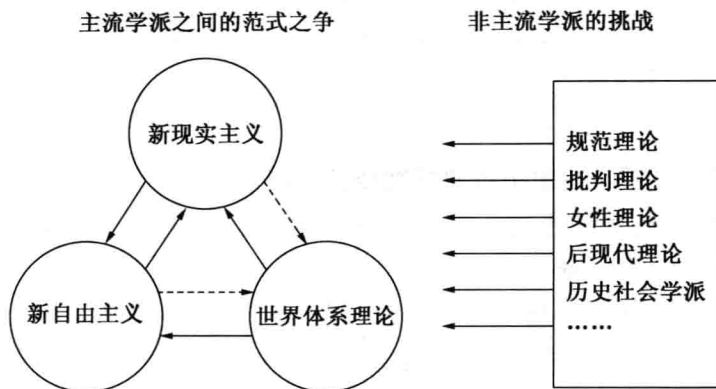 主流学派之间的范式之争
非主流学派的挑战
新现实主义
新自由主义
世界体系理论
规范理论
批判理论
女性理论
后现代理论
历史社会学派
……